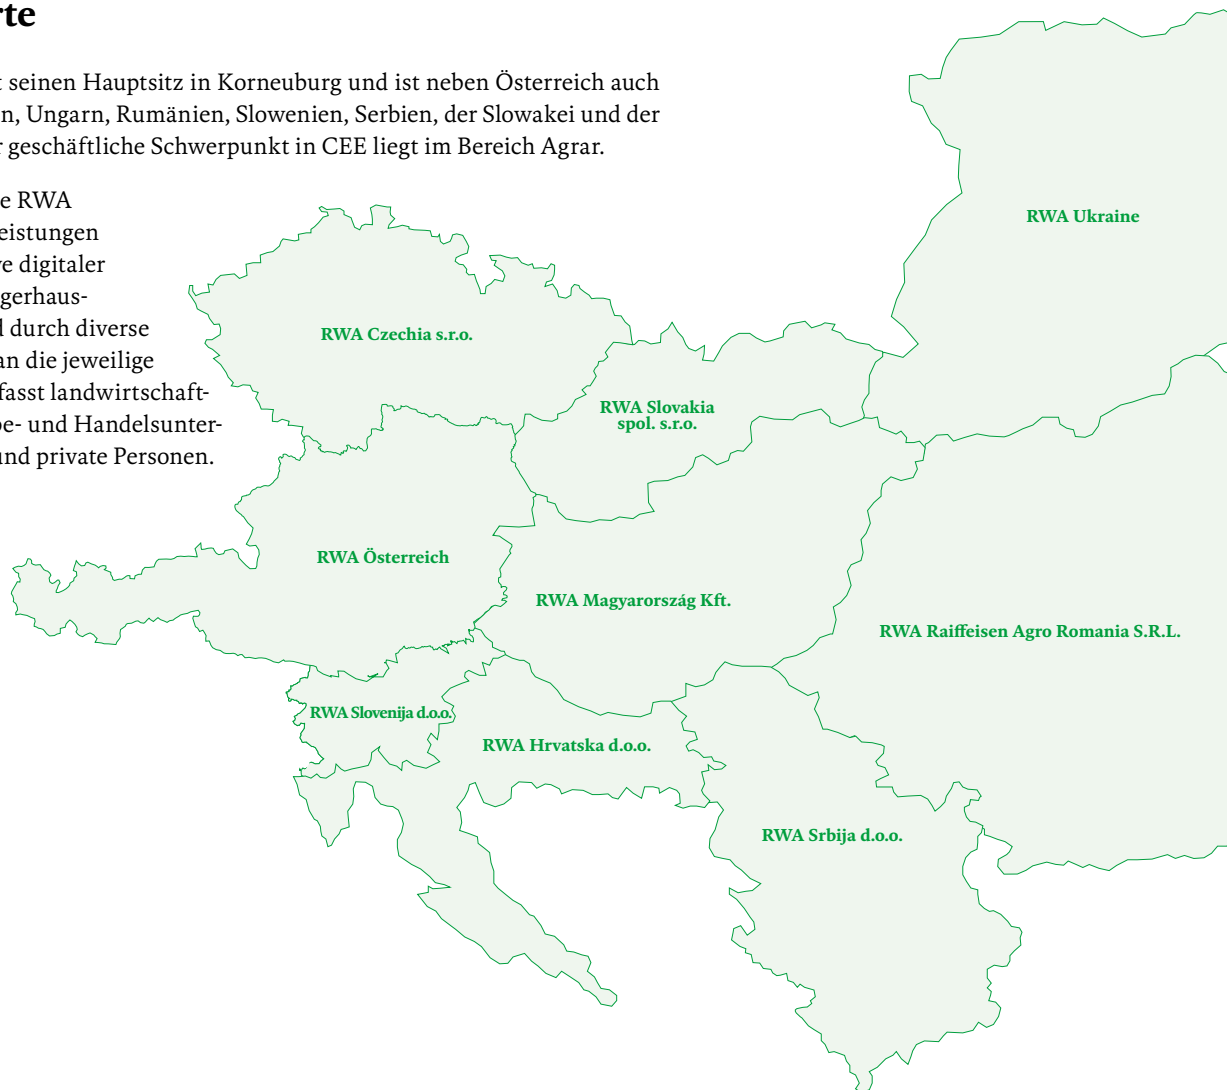 rte
t seinen Hauptsitz in Korneuburg und ist neben Österreich auch
n, Ungarn, Rumänien, Slowenien, Serbien, der Slowakei und der
r geschäftliche Schwerpunkt in CEE liegt im Bereich Agrar.
e RWA
eistungen
e digitaler
gerhaus-
d durch diverse
an die jeweilige
fasst landwirtschaft-
be- und Handelsunter-
und private Personen.
RWA Ukraine
RWA Czechia s.r.o.
RWA Slovakia
spol. s.r.o.
RWA Österreich
RWA Magyarország Kft.
RWA Raiffeisen Agro Romania S.R.L.
RWA Slovenija d.o.o.
RWA Hrvatska d.o.o.
RWA Srbija d.o.o.